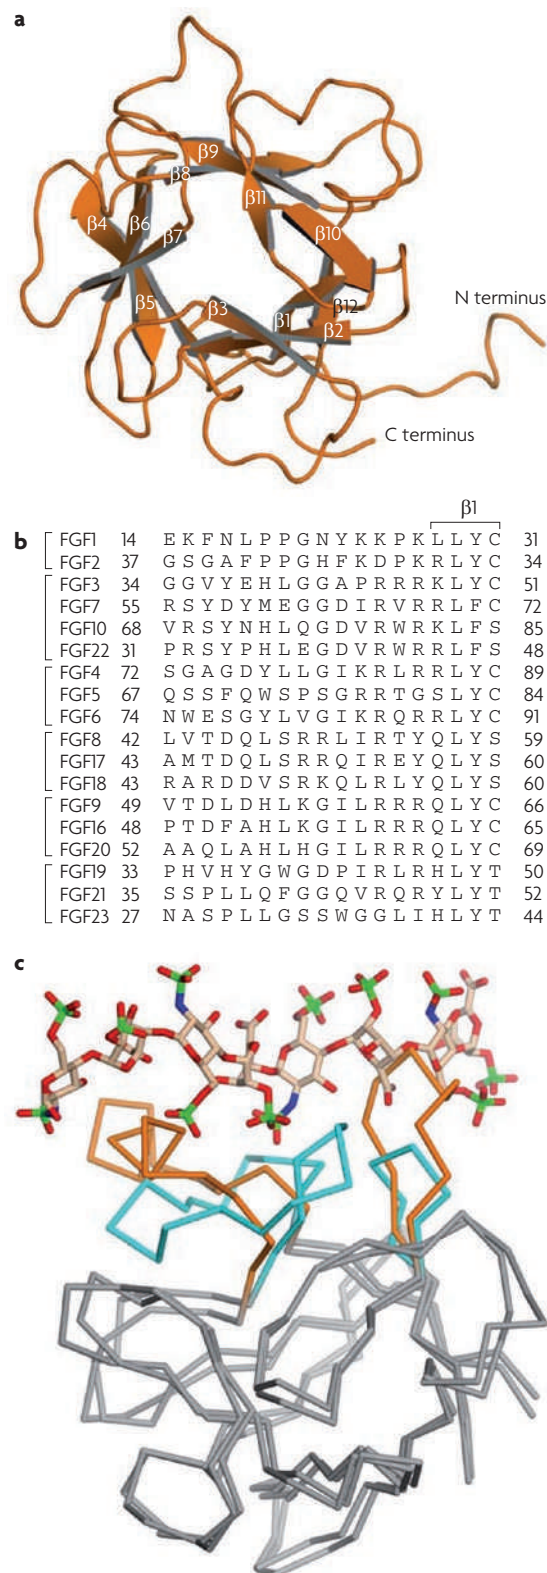 a
β9
β8
β11
β4
β6
β7
β10
β5
β3
β1
β12
β2
N terminus
C terminus
β1
b
FGF1 14 E K F N L P P G N Y K K P K L L Y C 31
FGF2 37 G S G A F P P G H F K D P K R L Y C 34
FGF3 34 G G V Y E H L G G A P R R R K L Y C 51
FGF7 55 R S Y D Y M E G G D I R V R R L F C 72
FGF10 68 V R S Y N H L Q G D V R W R K L F S 85
FGF22 31 P R S Y P H L E G D V R W R R L F S 48
FGF4 72 S G A G D Y L L G I K R L R R L Y C 89
FGF5 67 Q S S F Q W S P S G R R T G S L Y C 84
FGF6 74 N W E S G Y L V G I K R Q R R L Y C 91
FGF8 42 L V T D Q L S R R L I R T Y Q L Y S 59
FGF17 43 A M T D Q L S R R Q I R E Y Q L Y S 60
FGF18 43 R A R D D V S R K Q L R L Y Q L Y S 60
FGF9 49 V T D L D H L K G I L R R R Q L Y C 66
FGF16 48 P T D F A H L K G I L R R R Q L Y C 65
FGF20 52 A A Q L A H L H G I L R R R Q L Y C 69
FGF19 33 P H V H Y G W G D P I R L R H L Y T 50
FGF21 35 S S P L L Q F G G Q V R Q R Y L Y T 52
FGF23 27 N A S P L L G S S W G G L I H L Y T 44
c